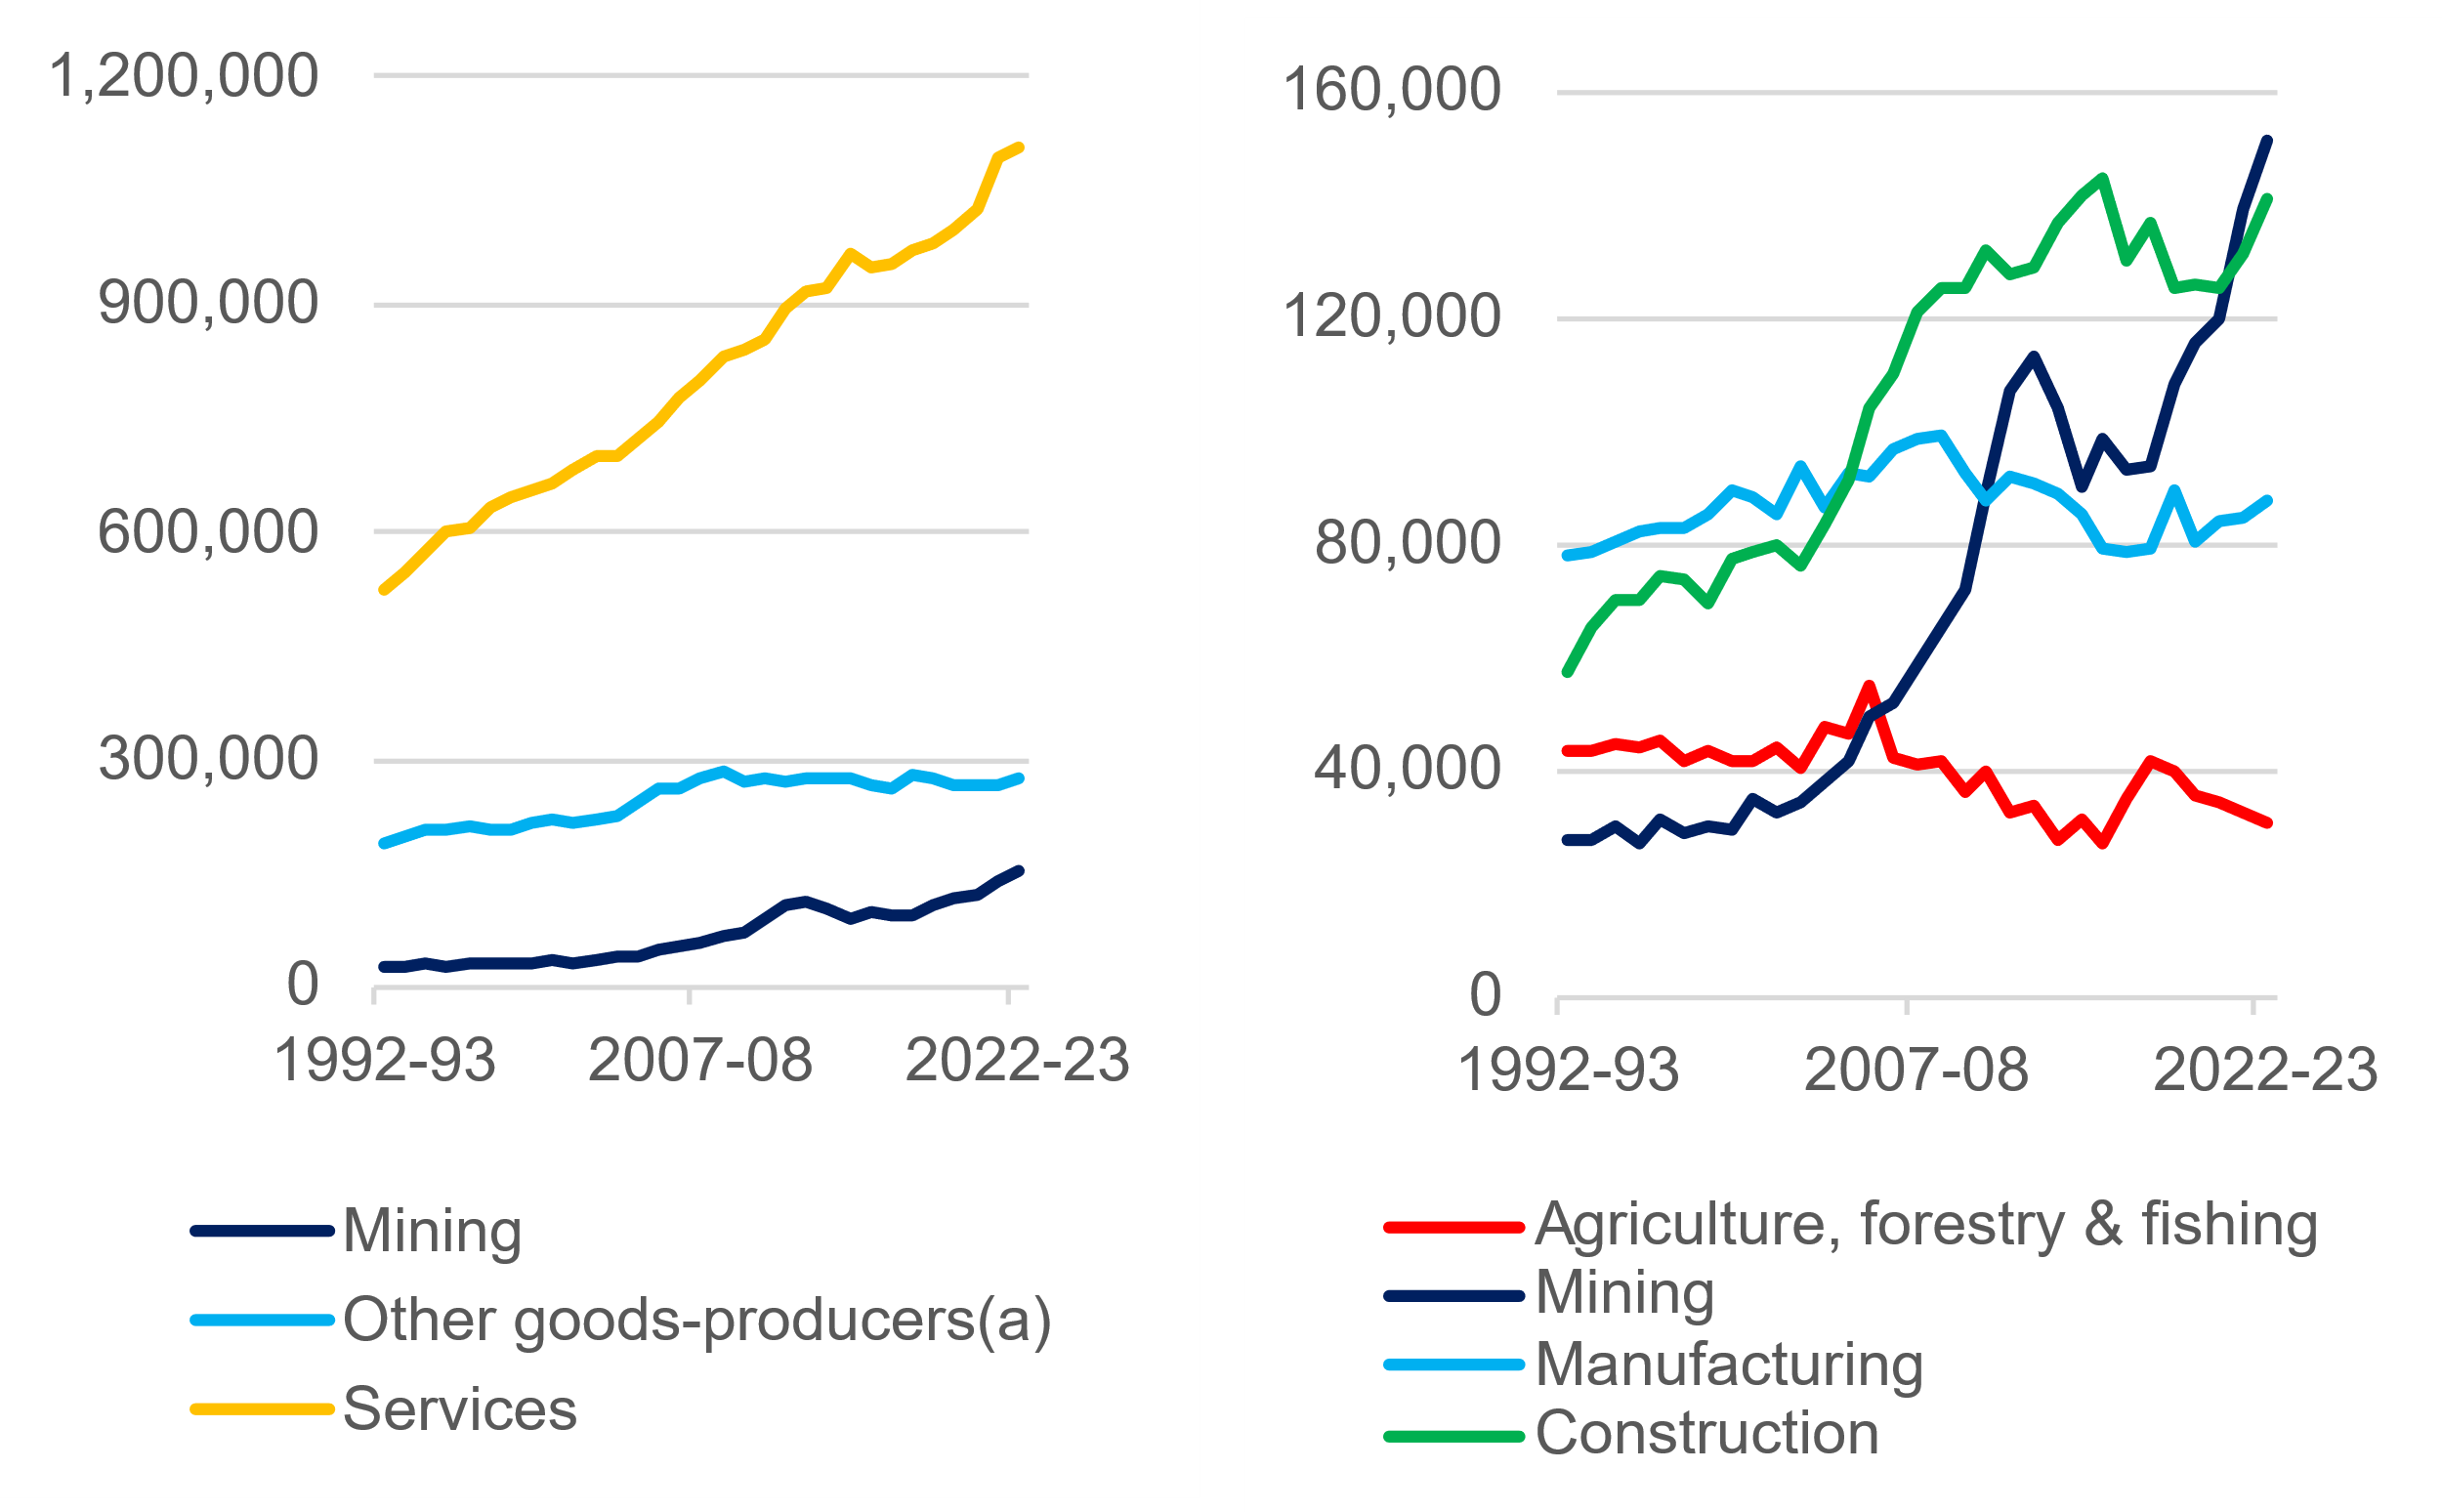 1,200,000
900,000
600,000
300,000
0
1992-93 2007-08 2022-23
Mining
Other goods-producers(a)
Services
160,000
120,000
80,000
40,000
0
1992-93 2007-08 2022-23
Agriculture, forestry & fishing
Mining
Manufacturing
Construction